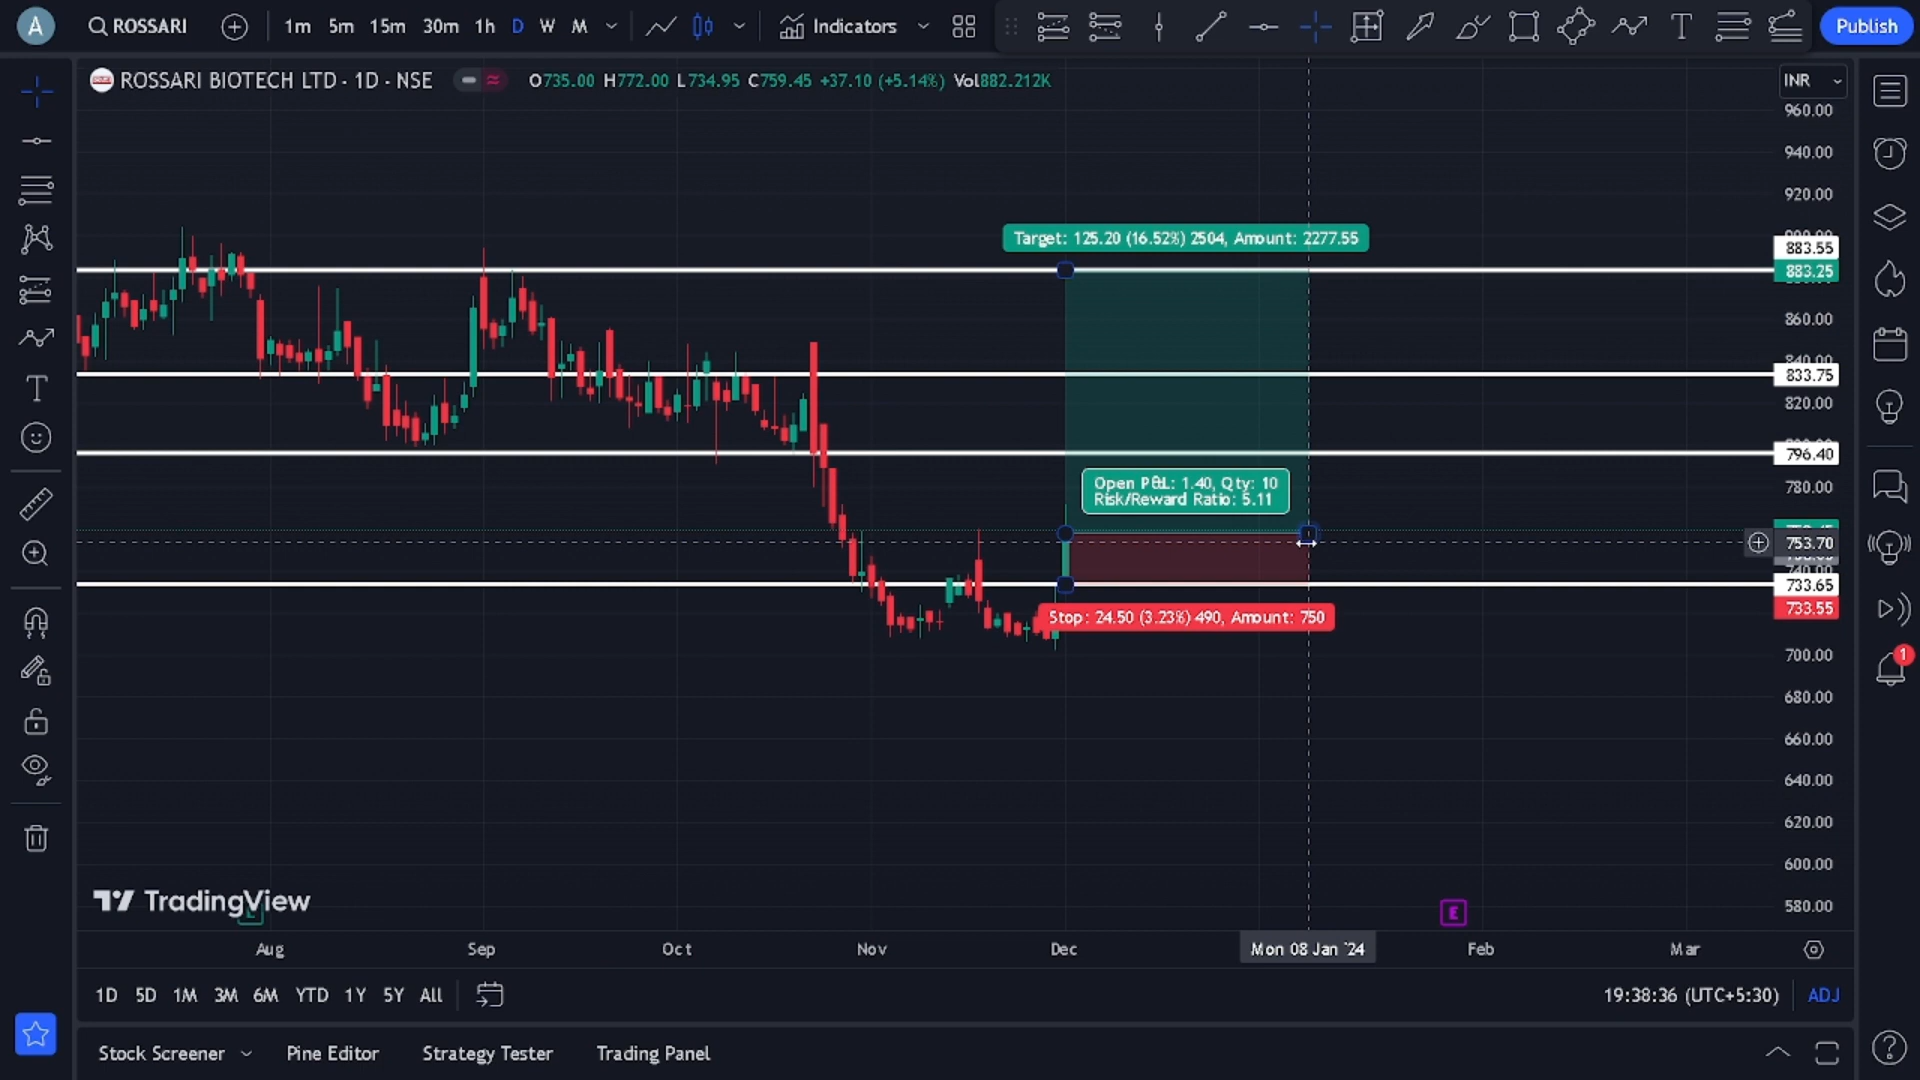 A
ROSSARI
1m 5m 15m 30m 1h D W M
Indicators
Publish
ROSSARI BIOTECH LTD · 1D · NSE
O735.00 H772.00 L734.95 C759.45 +37.10 (+5.14%) Vol882.212K
INR
960.00
940.00
920.00
Target: 125.20 (16.52%) 2504, Amount: 2277.55
883.55
883.25
860.00
833.75
820.00
796.40
780.00
Open P&L: 1.40, Qty: 10
Risk/Reward Ratio: 5.11
753.70
733.65
733.55
Stop: 24.50 (3.23%) 490, Amount: 750
700.00
680.00
660.00
640.00
620.00
600.00
580.00
1
TradingView
E
Aug Sep Oct Nov Dec Mon 08 Jan '24 Feb Mar
1D 5D 1M 3M 6M YTD 1Y 5Y All
19:38:36 (UTC+5:30) ADJ
Stock Screener Pine Editor Strategy Tester Trading Panel